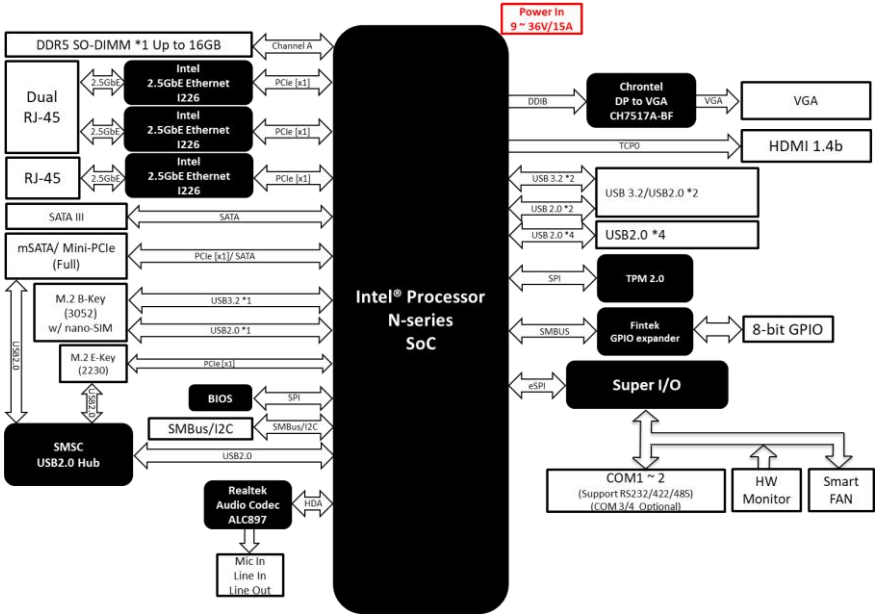 Power In
9 ~ 36V/15A
DDR5 SO-DIMM *1 Up to 16GB
Channel A
Dual
RJ-45
2.5GbE
Intel
2.5GbE Ethernet
I226
PCIe [x1]
2.5GbE
Intel
2.5GbE Ethernet
I226
PCIe [x1]
RJ-45
2.5GbE
Intel
2.5GbE Ethernet
I226
PCIe [x1]
SATA III
SATA
mSATA/ Mini-PCIe
(Full)
PCIe [x1]/ SATA
USB2.0
M.2 B-Key
(3052)
w/ nano-SIM
USB3.2 *1
USB2.0 *1
M.2 E-Key
(2230)
PCIe [x1]
USB2.0
BIOS
SPI
SMBus/I2C
SMBus/I2C
SMSC
USB2.0 Hub
USB2.0
Realtek
Audio Codec
ALC897
HDA
Mic In
Line In
Line Out
Intel® Processor
N-series
SoC
DDIB
Chrontel
DP to VGA
CH7517A-BF
VGA
VGA
TCP0
HDMI 1.4b
USB 3.2 *2
USB 2.0 *2
USB 3.2/USB2.0 *2
USB 2.0 *4
USB2.0 *4
SPI
TPM 2.0
SMBUS
Fintek
GPIO expander
8-bit GPIO
eSPI
Super I/O
COM1 ~ 2
(Support RS232/422/485)
(COM 3/4 Optional)
HW
Monitor
Smart
FAN